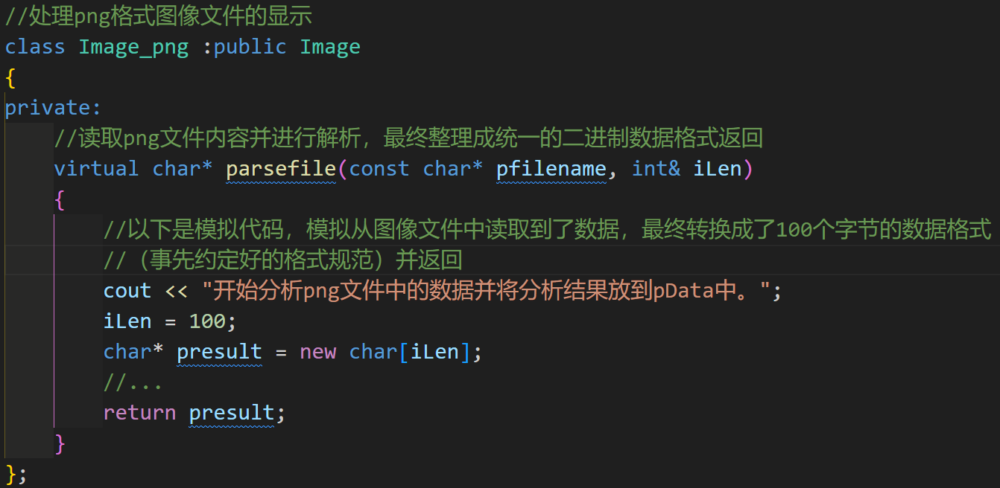 //处理png格式图像文件的显示
class Image_png :public Image
{
private:
    //读取png文件内容并进行解析，最终整理成统一的二进制数据格式返回
    virtual char* parsefile(const char* pfilename, int& iLen)
    {
        //以下是模拟代码，模拟从图像文件中读取到了数据，最终转换成了100个字节的数据格式
        //（事先约定好的格式规范）并返回
        cout << "开始分析png文件中的数据并将分析结果放到pData中。";
        iLen = 100;
        char* presult = new char[iLen];
        //...
        return presult;
    }
};